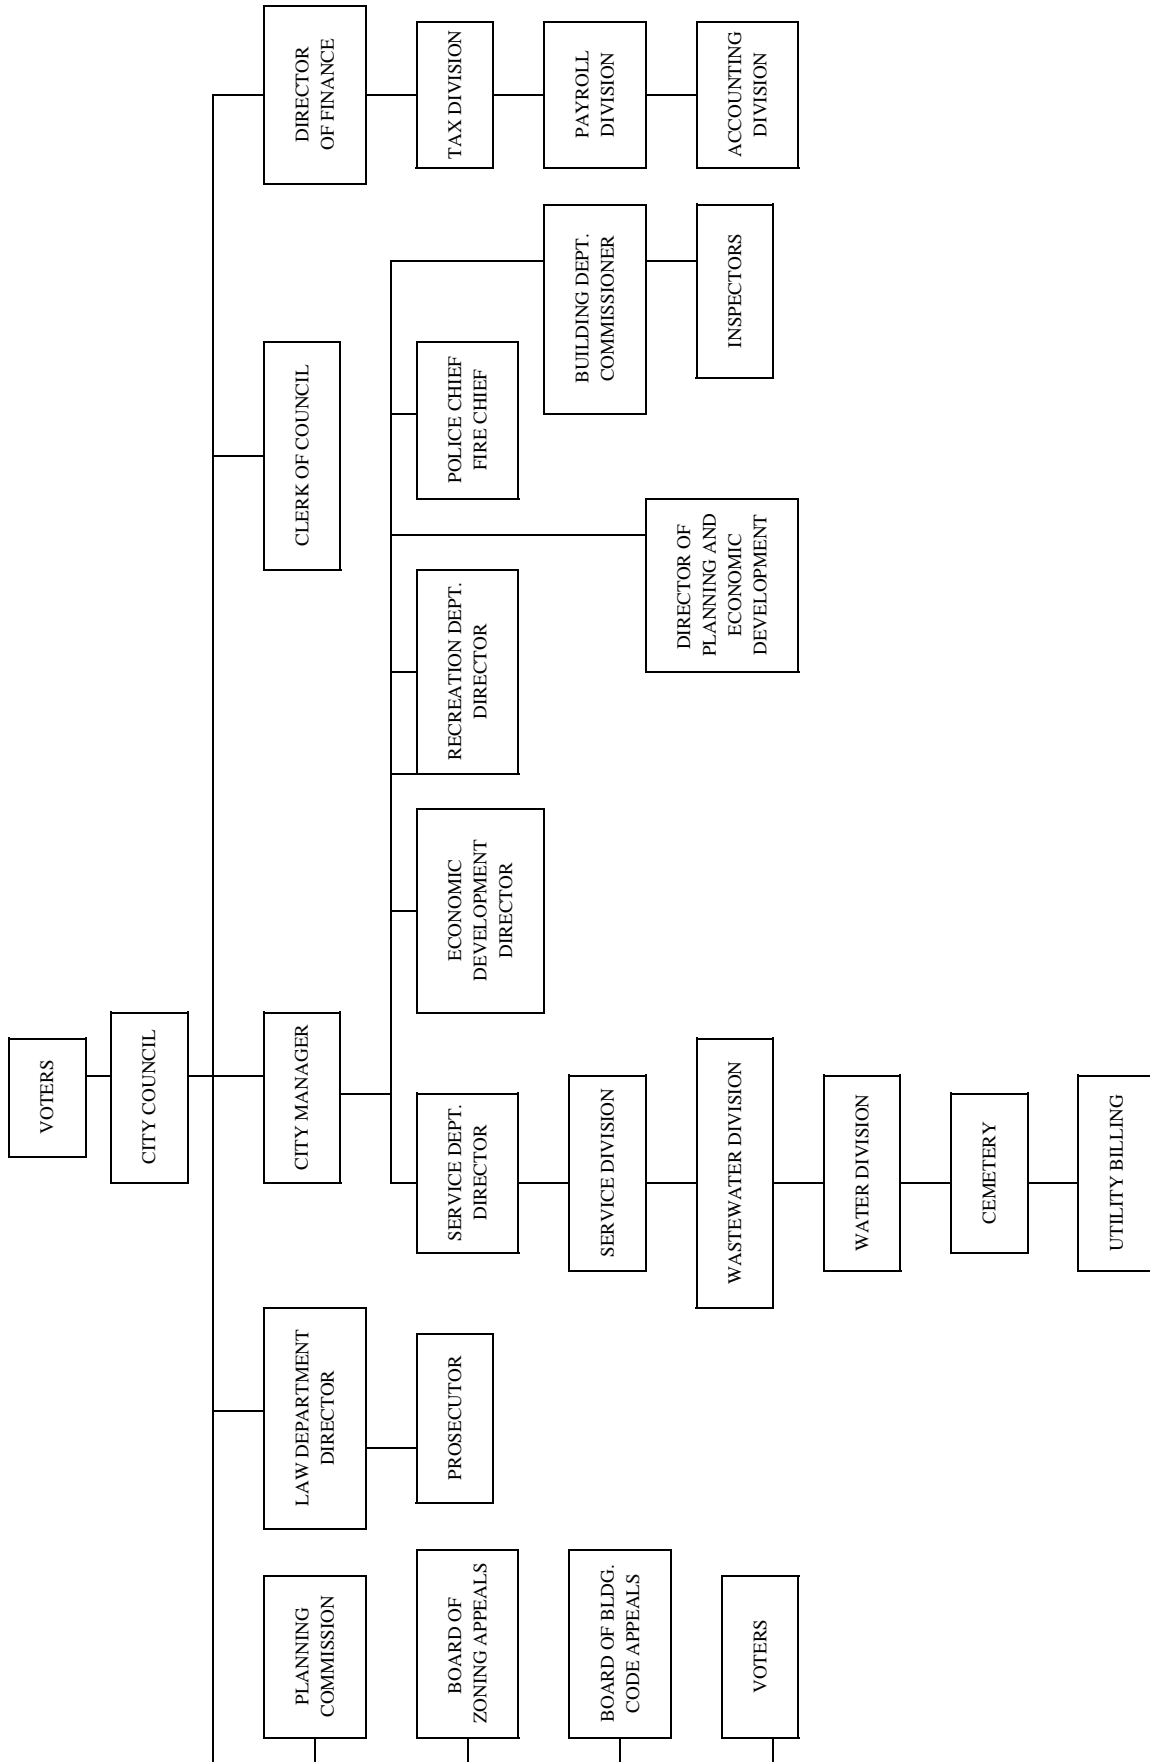 VOTERS
CITY COUNCIL
PLANNING
COMMISSION
LAW DEPARTMENT
DIRECTOR
CITY MANAGER
CLERK OF COUNCIL
DIRECTOR
OF FINANCE
BOARD OF
ZONING APPEALS
PROSECUTOR
SERVICE DEPT.
DIRECTOR
ECONOMIC
DEVELOPMENT
DIRECTOR
RECREATION DEPT.
DIRECTOR
POLICE CHIEF
FIRE CHIEF
TAX DIVISION
BOARD OF BLDG.
CODE APPEALS
SERVICE DIVISION
BUILDING DEPT.
COMMISSIONER
PAYROLL
DIVISION
VOTERS
WASTEWATER DIVISION
DIRECTOR OF
PLANNING AND
ECONOMIC
DEVELOPMENT
INSPECTORS
ACCOUNTING
DIVISION
WATER DIVISION
CEMETERY
UTILITY BILLING